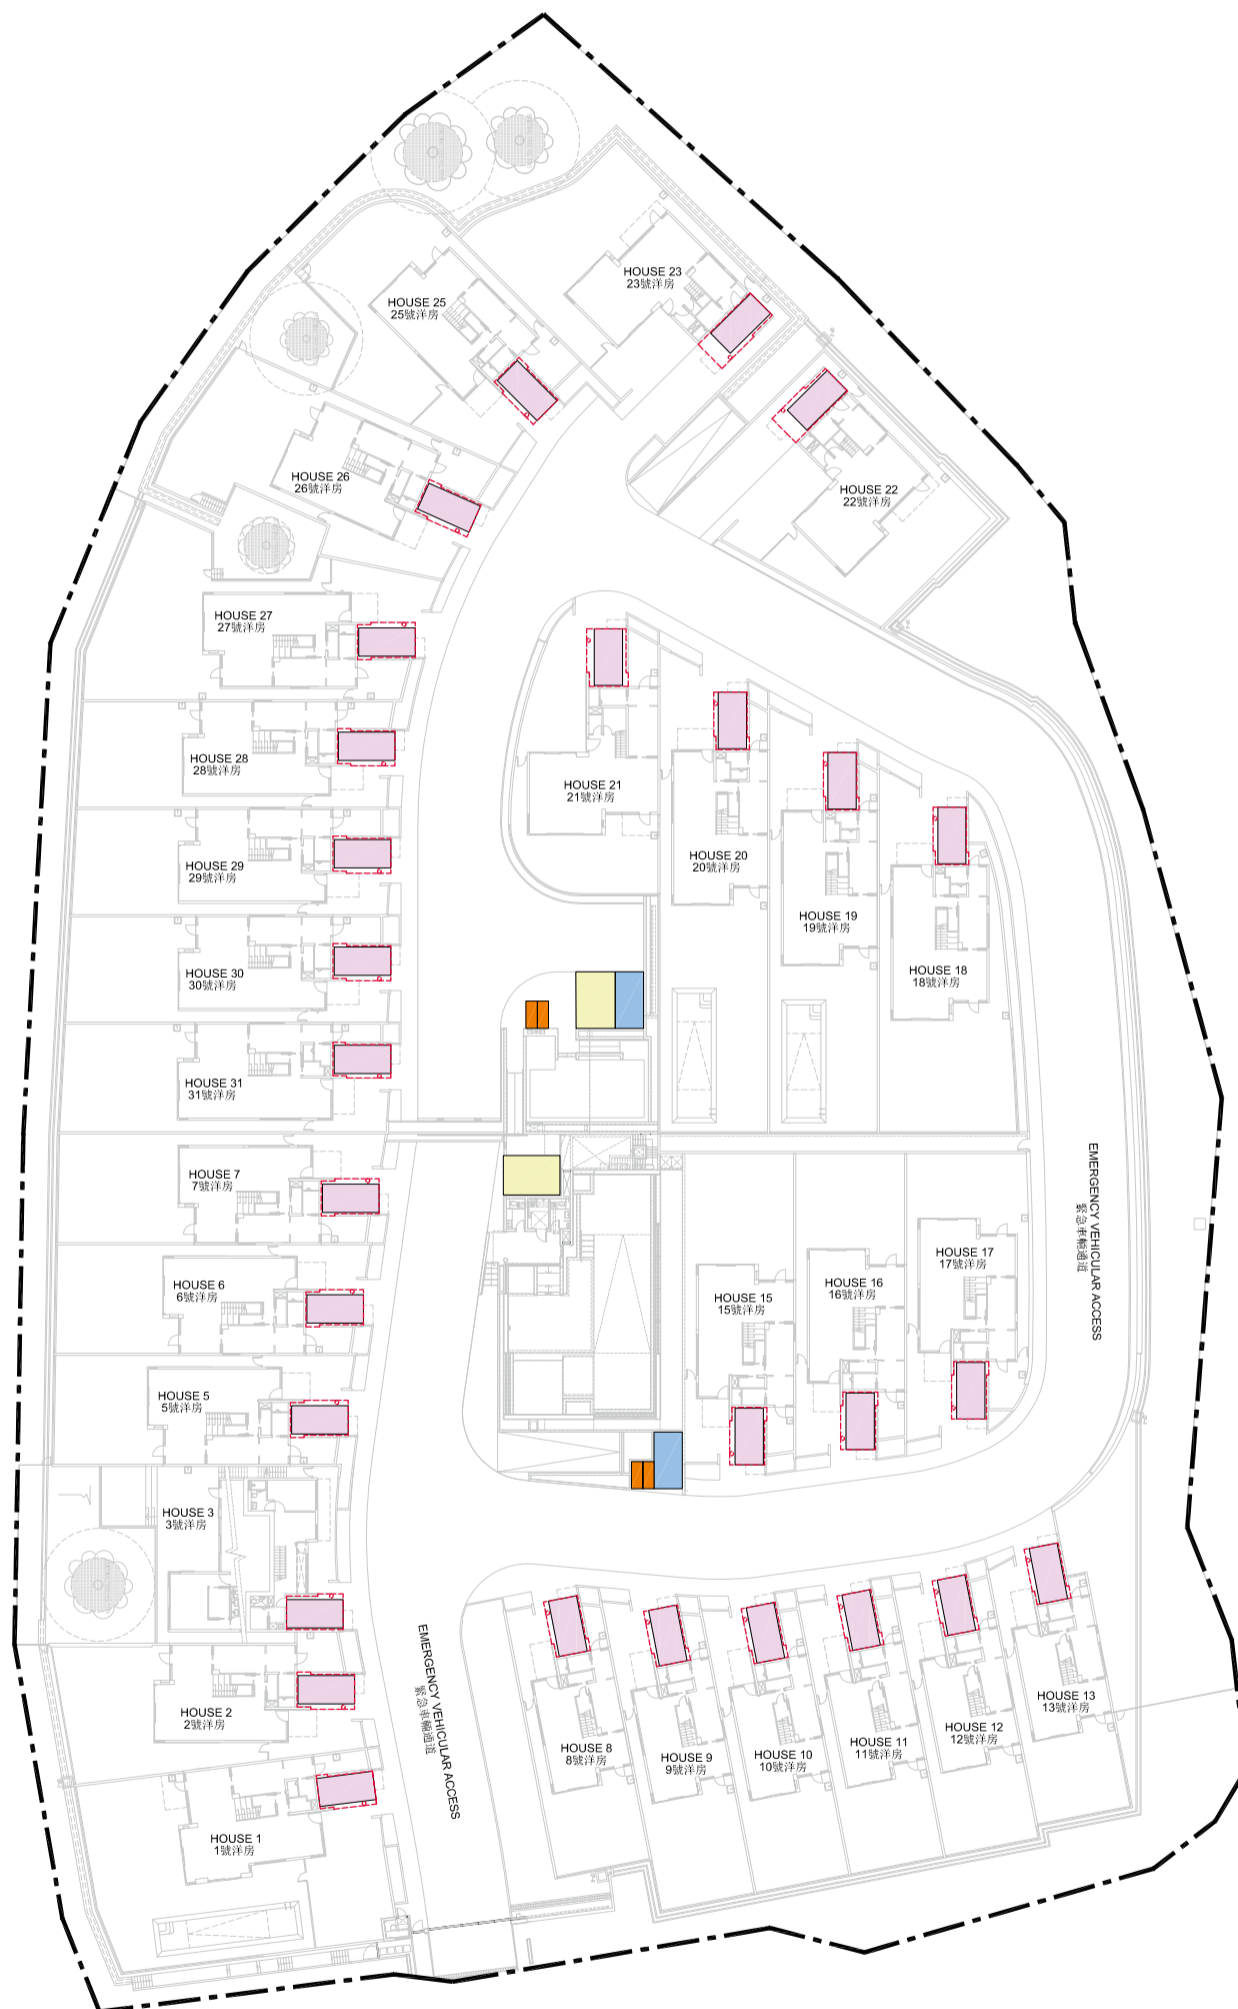 HOUSE 23
23號洋房
HOUSE 25
25號洋房
HOUSE 26
26號洋房
HOUSE 22
22號洋房
HOUSE 27
27號洋房
HOUSE 28
28號洋房
HOUSE 21
21號洋房
HOUSE 20
20號洋房
HOUSE 29
29號洋房
HOUSE 19
19號洋房
HOUSE 30
30號洋房
HOUSE 18
18號洋房
HOUSE 31
31號洋房
HOUSE 7
7號洋房
EMERGENCY VEHICULAR ACCESS
緊急車輛通道
HOUSE 6
6號洋房
HOUSE 15
15號洋房
HOUSE 16
16號洋房
HOUSE 17
17號洋房
HOUSE 5
5號洋房
HOUSE 3
3號洋房
HOUSE 2
2號洋房
EMERGENCY VEHICULAR ACCESS
緊急車輛通道
HOUSE 8
8號洋房
HOUSE 9
9號洋房
HOUSE 10
10號洋房
HOUSE 11
11號洋房
HOUSE 12
12號洋房
HOUSE 13
13號洋房
HOUSE 1
1號洋房